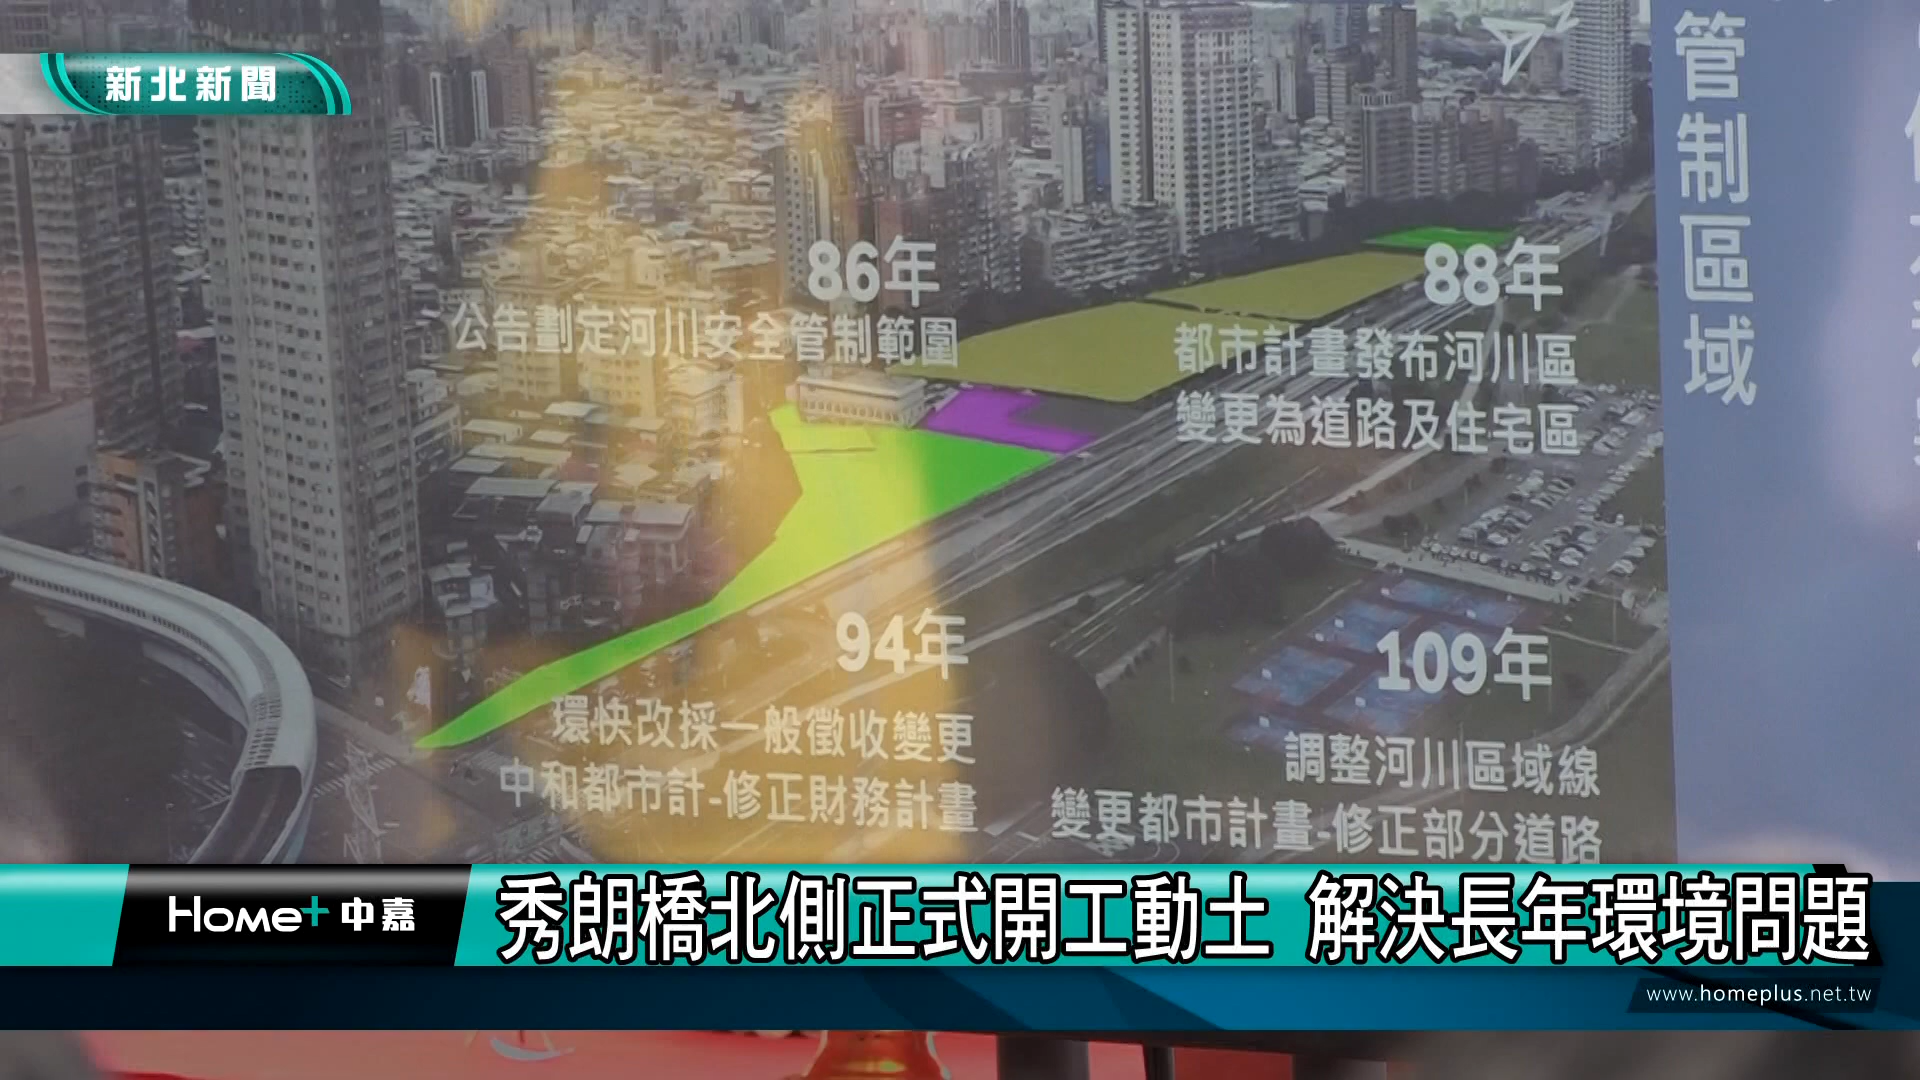 新北新聞
管制區域
86年
公告劃定河川安全管制範圍
88年
都市計畫發布河川區
變更為道路及住宅區
94年
環快改採一般徵收變更
中和都市計-修正財務計畫
109年
調整河川區域線
變更都市計畫-修正部分道路
Home+中嘉
秀朗橋北側正式開工動土 解決長年環境問題
www.homeplus.net.tw